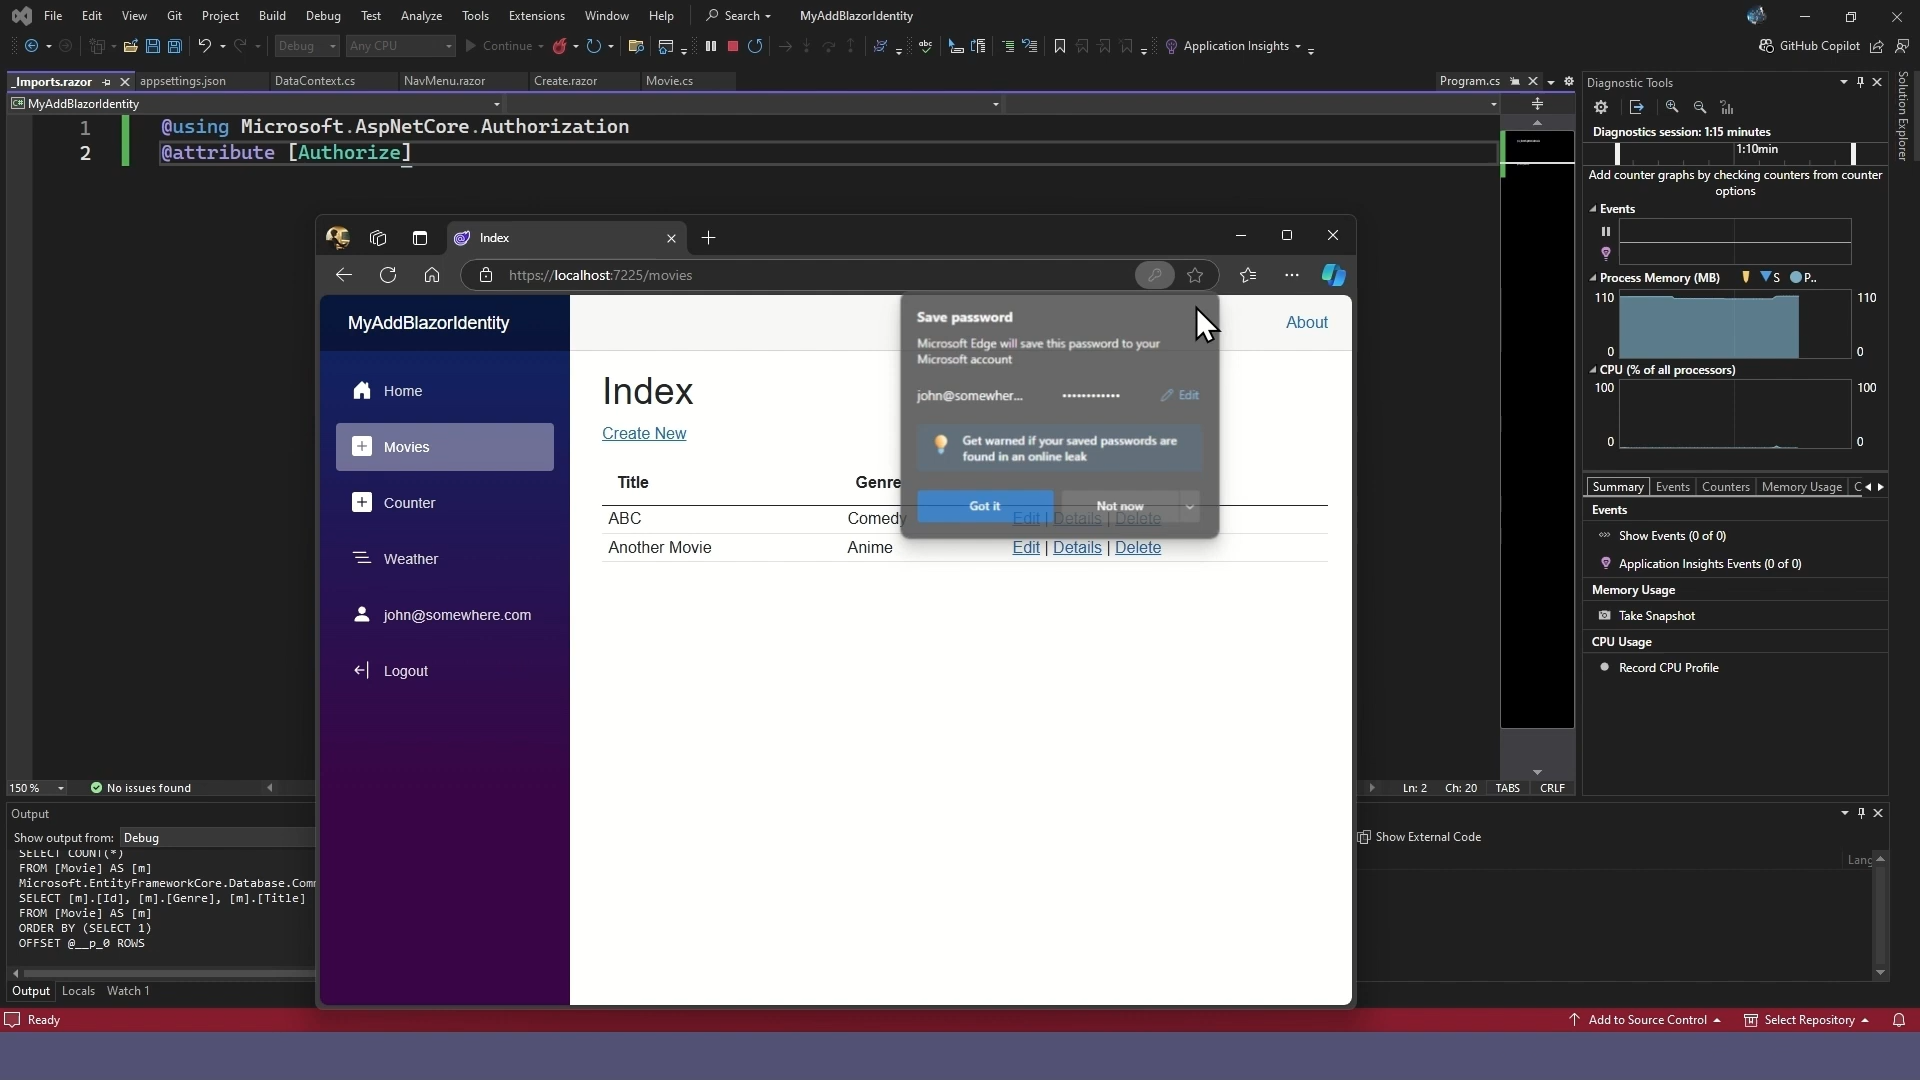 File Edit View Git Project Build Debug Test Analyze Tools Extensions Window Help Search MyAddBlazorIdentity
Debug Any CPU Continue Application Insights GitHub Copilot
_Imports.razor appsettings.json DataContext.cs NavMenu.razor Create.razor Movie.cs Program.cs
MyAddBlazorIdentity
1 @using Microsoft.AspNetCore.Authorization
2 @attribute [Authorize]
Index
https://localhost:7225/movies
MyAddBlazorIdentity
Home
Movies
Counter
Weather
john@somewhere.com
Logout
About
Index
Create New
Title Genre
ABC Comedy Edit | Details | Delete
Another Movie Anime Edit | Details | Delete
Save password
Microsoft Edge will save this password to your
Microsoft account
john@somewher... •••••••••••• Edit
Get warned if your saved passwords are
found in an online leak
Got it Not now
150 % No issues found Ln: 2 Ch: 20 TABS CRLF
Output
Show output from: Debug
SELECT COUNT(*)
FROM [Movie] AS [m]
Microsoft.EntityFrameworkCore.Database.Com
SELECT [m].[Id], [m].[Genre], [m].[Title]
FROM [Movie] AS [m]
ORDER BY (SELECT 1)
OFFSET @__p_0 ROWS
Output Locals Watch 1
Show External Code
Lang
Diagnostic Tools
Diagnostics session: 1:15 minutes
1:10min
Add counter graphs by checking counters from counter
options
Events
Process Memory (MB) S P..
110 110
0 0
CPU (% of all processors)
100 100
0 0
Summary Events Counters Memory Usage C
Events
Show Events (0 of 0)
Application Insights Events (0 of 0)
Memory Usage
Take Snapshot
CPU Usage
Record CPU Profile
Solution Explorer
Ready Add to Source Control Select Repository